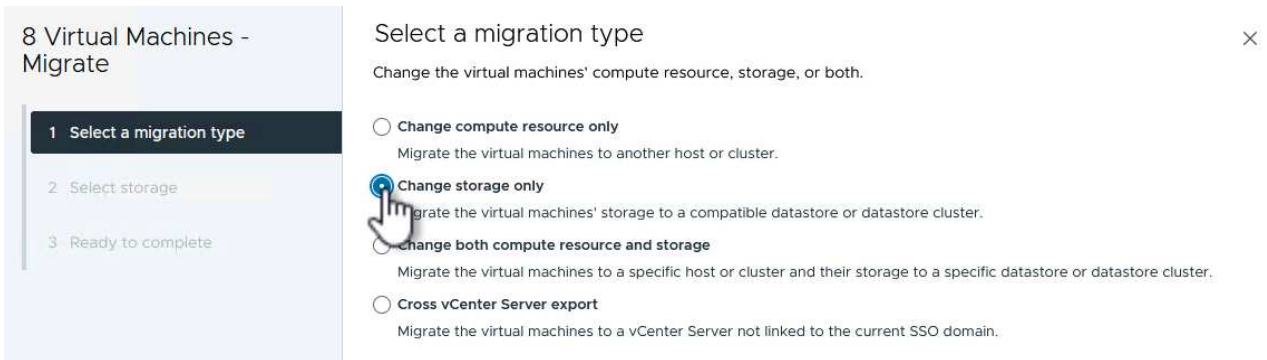 8 Virtual Machines -
Migrate
1 Select a migration type
2 Select storage
3 Ready to complete
Select a migration type
Change the virtual machines' compute resource, storage, or both.
Change compute resource only
Migrate the virtual machines to another host or cluster.
Change storage only
grate the virtual machines' storage to a compatible datastore or datastore cluster.
Change both compute resource and storage
Migrate the virtual machines to a specific host or cluster and their storage to a specific datastore or datastore cluster.
Cross vCenter Server export
Migrate the virtual machines to a vCenter Server not linked to the current SSO domain.